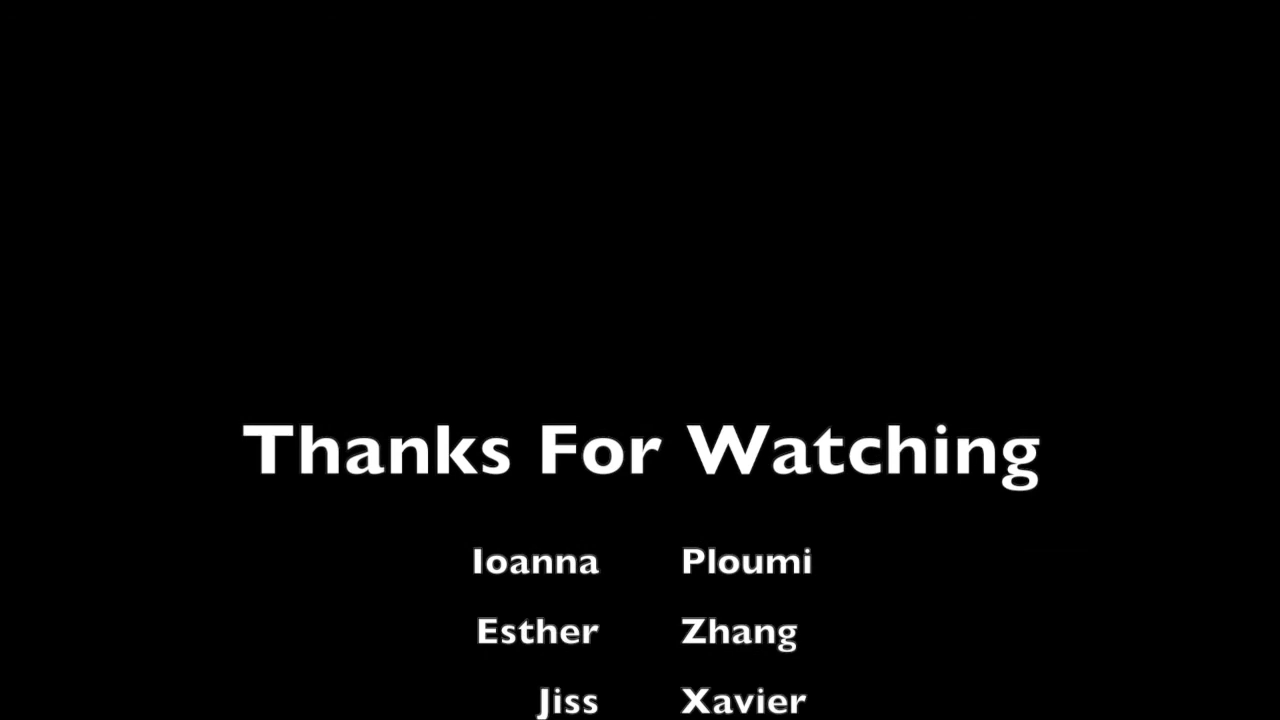 Thanks For Watching
Ioanna Ploumi
Esther Zhang
Jiss Xavier